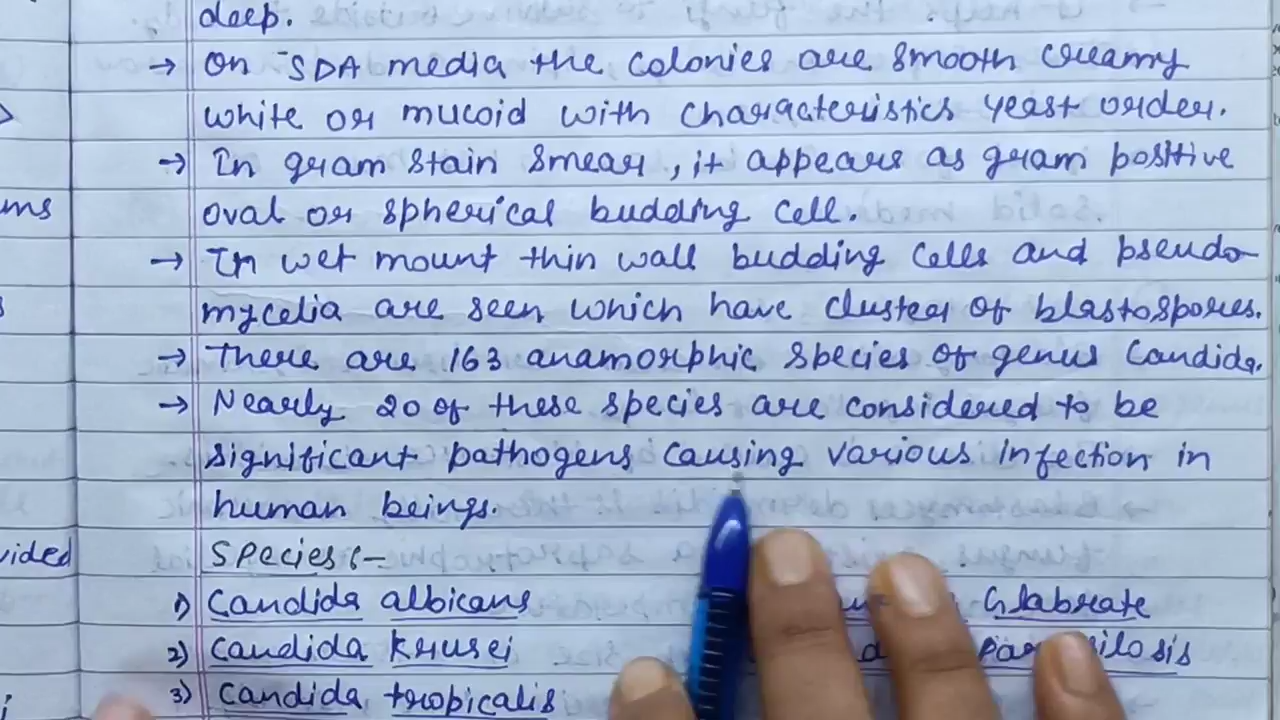 deep.
→ On SDA media the colonies are smooth creamy
white or mucoid with characteristics yeast order.
→ In gram stain smear, it appears as gram positive
ms oval or spherical budding cell.
→ In wet mount thin wall budding cells and pseudo-
s mycelia are seen which have cluster of blastospores.
→ There are 163 anamorphic species of genus Candida.
→ Nearly 20 of these species are considered to be
significant pathogens causing various infection in
human beings.
vided Species:-
1) Candida albicans Glabrate
2) Candida Krusei
3) Candida tropicalis